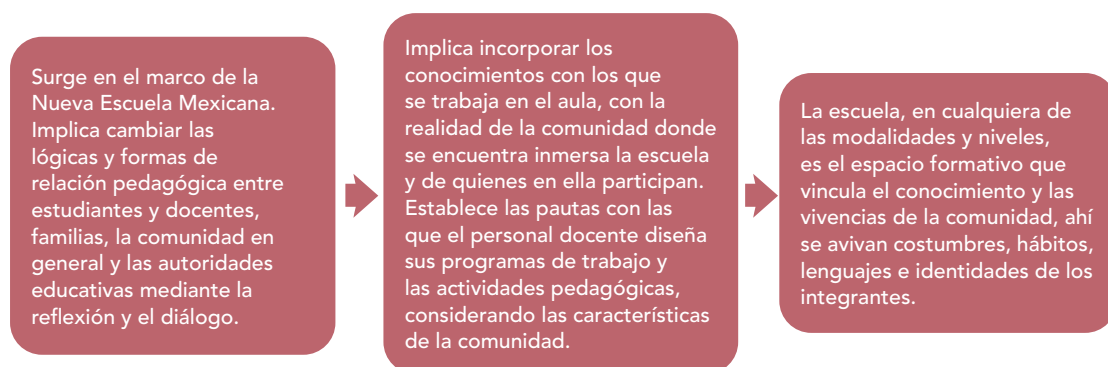 Surge en el marco de la
Nueva Escuela Mexicana.
Implica cambiar las
lógicas y formas de
relación pedagógica entre
estudiantes y docentes,
familias, la comunidad en
general y las autoridades
educativas mediante la
reflexión y el diálogo.
Implica incorporar los
conocimientos con los que
se trabaja en el aula, con la
realidad de la comunidad donde
se encuentra inmersa la escuela
y de quienes en ella participan.
Establece las pautas con las
que el personal docente diseña
sus programas de trabajo y
las actividades pedagógicas,
considerando las características
de la comunidad.
La escuela, en cualquiera de
las modalidades y niveles,
es el espacio formativo que
vincula el conocimiento y las
vivencias de la comunidad, ahí
se avivan costumbres, hábitos,
lenguajes e identidades de los
integrantes.